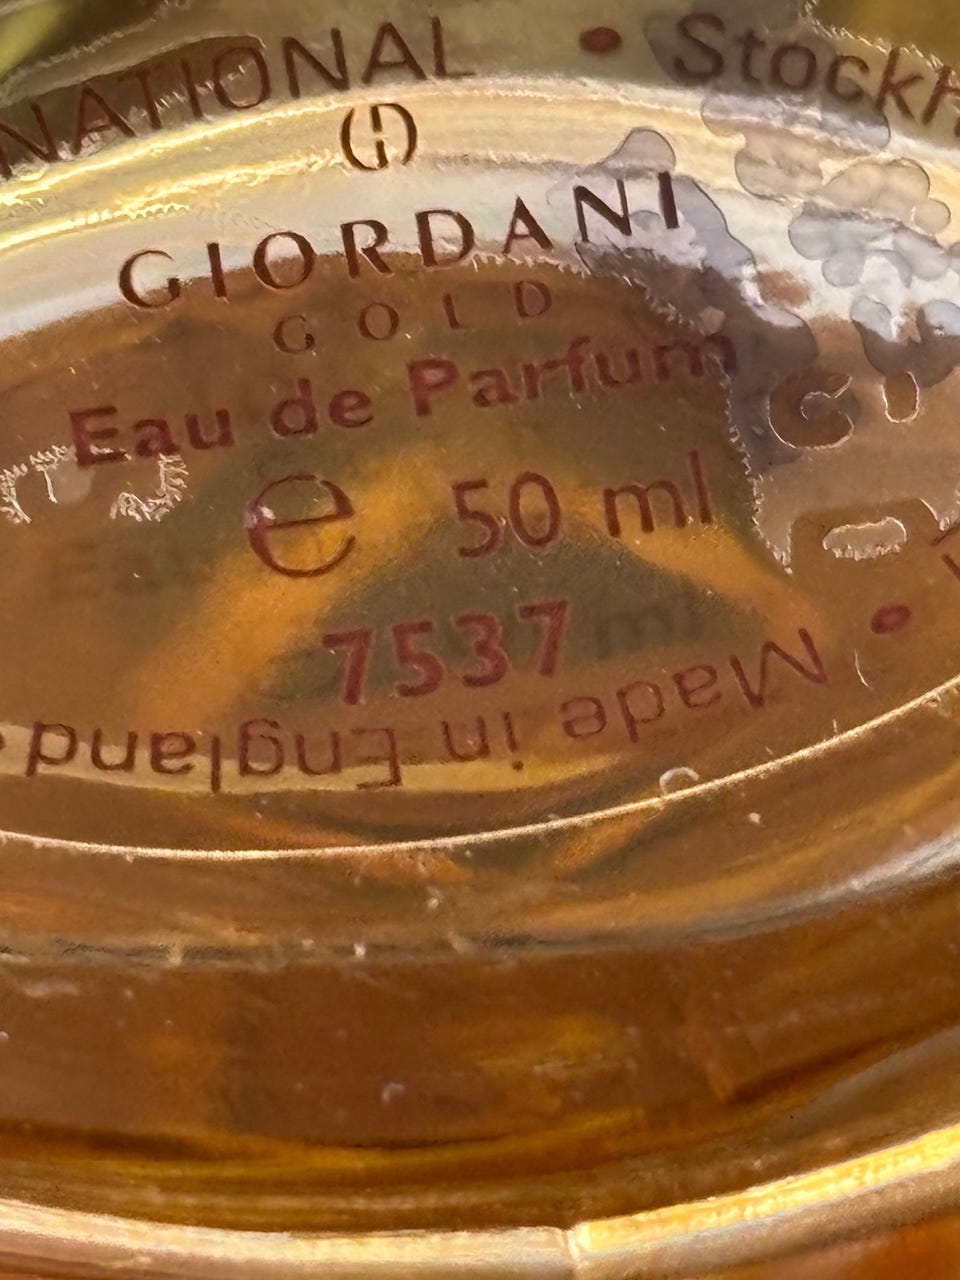 NATIONAL • Stockh
GIORDANI
GOLD
Eau de Parfum
e 50 ml
7537
Made in England